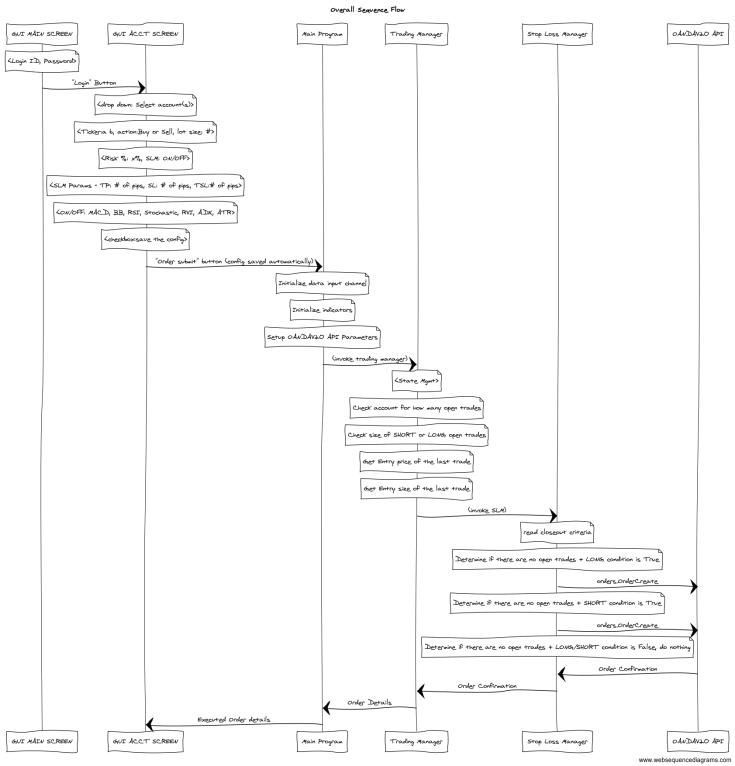 Overall Sequence Flow
GUI MAIN SCREEN
GUI ACCT SCREEN
Main Program
Trading Manager
Stop Loss Manager
OANDAV20 API
<Login ID, Password>
"Login" Button
<drop down: Select account(s)>
<Ticker:a b, action:Buy or Sell, lot size: #>
<Risk %: x%, SLM: ON/OFF>
<SLM Params - TP: # of pips, SL: # of pips, TSL:# of pips>
<ON/OFF: MACD, BB, RSI, Stochastic, RVI, ADX, ATR>
<checkbox:save the config>
"Order submit" button (config saved automatically)
Initialize data input channel
Initialize indicators
Setup OANDAV20 API Parameters
(invoke trading manager)
<State Mgmt>
Check account for how many open trades
Check size of SHORT or LONG open trades
Get Entry price of the last trade
Get Entry size of the last trade
(invoke SLM)
read closeout criteria
Determine if there are no open trades + LONG condition is True
orders.OrderCreate
Determine if there are no open trades + SHORT condition is True
orders.OrderCreate
Determine if there are no open trades + LONG/SHORT condition is False, do nothing
Order Confirmation
Order Confirmation
Order Details
Executed Order details
GUI MAIN SCREEN
GUI ACCT SCREEN
Main Program
Trading Manager
Stop Loss Manager
OANDAV20 API
www.websequencediagrams.com